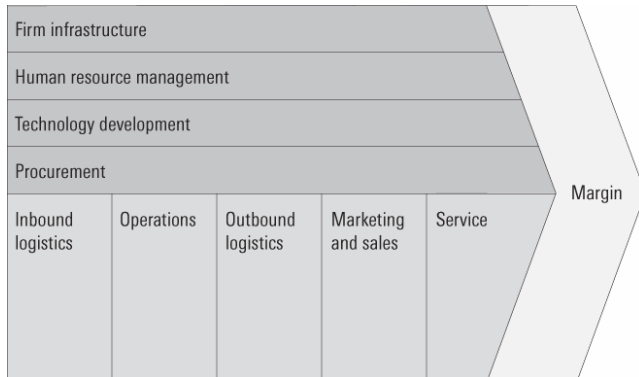 Firm infrastructure
Human resource management
Technology development
Procurement
Margin
Inbound
logistics
Operations
Outbound
logistics
Marketing
and sales
Service